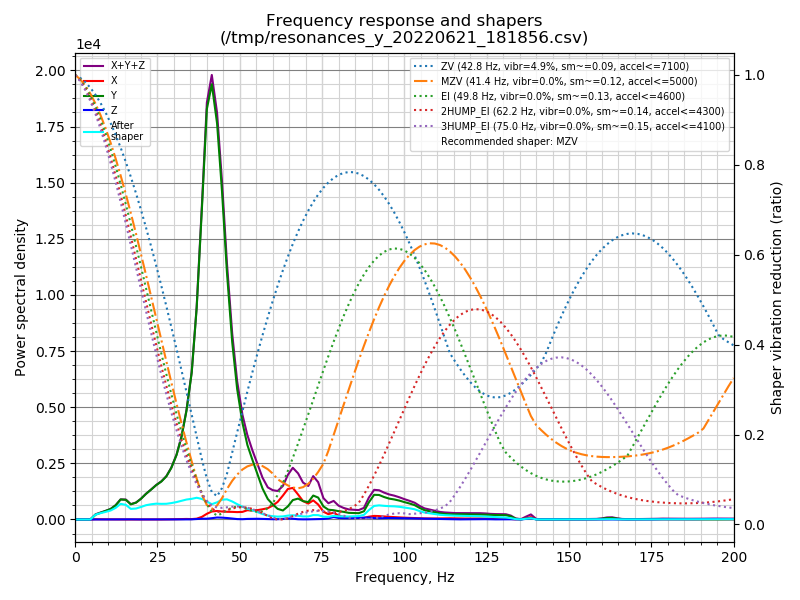 Frequency response and shapers
(/tmp/resonances_y_20220621_181856.csv)
1e4
X+Y+Z
X
Y
Z
After
shaper
ZV (42.8 Hz, vibr=4.9%, sm~=0.09, accel<=7100)
MZV (41.4 Hz, vibr=0.0%, sm~=0.12, accel<=5000)
EI (49.8 Hz, vibr=0.0%, sm~=0.13, accel<=4600)
2HUMP_EI (62.2 Hz, vibr=0.0%, sm~=0.14, accel<=4300)
3HUMP_EI (75.0 Hz, vibr=0.0%, sm~=0.15, accel<=4100)
Recommended shaper: MZV
Power spectral density
2.00
1.75
1.50
1.25
1.00
0.75
0.50
0.25
0.00
1.0
0.8
0.6
0.4
0.2
0.0
Shaper vibration reduction (ratio)
0 25 50 75 100 125 150 175 200
Frequency, Hz